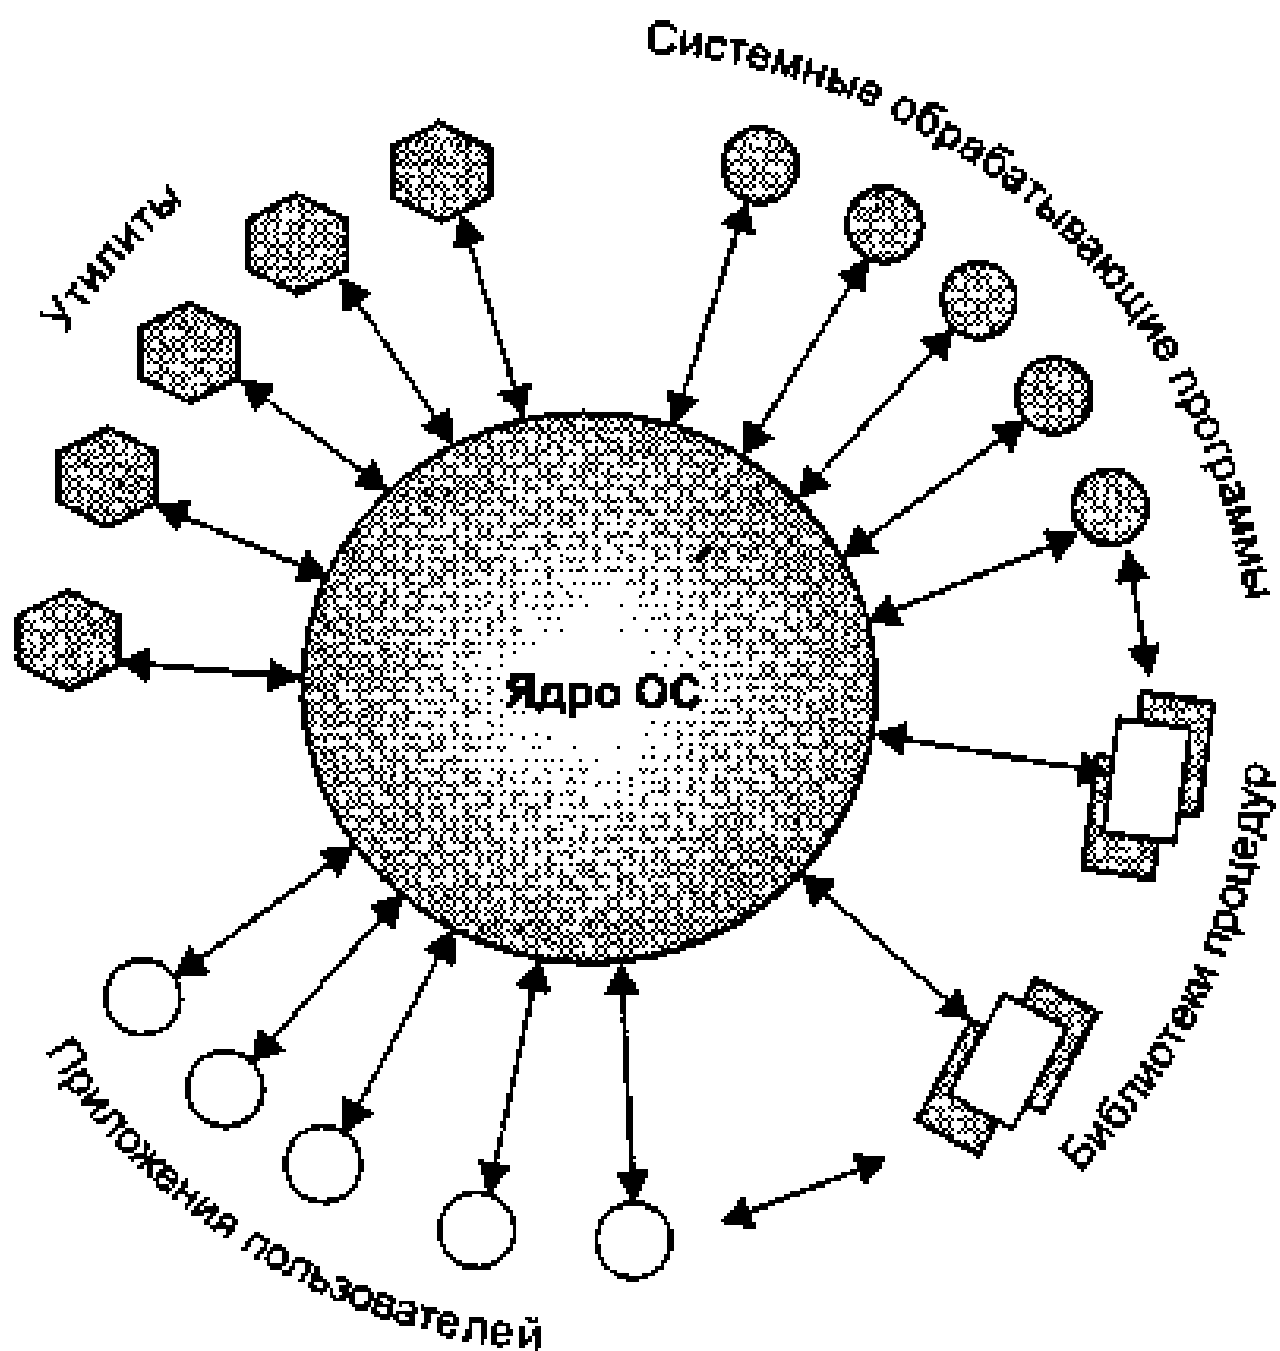 Системные обрабатывающие программы
Утилиты
Ядро ОС
Библиотеки процедур
Приложения пользователей